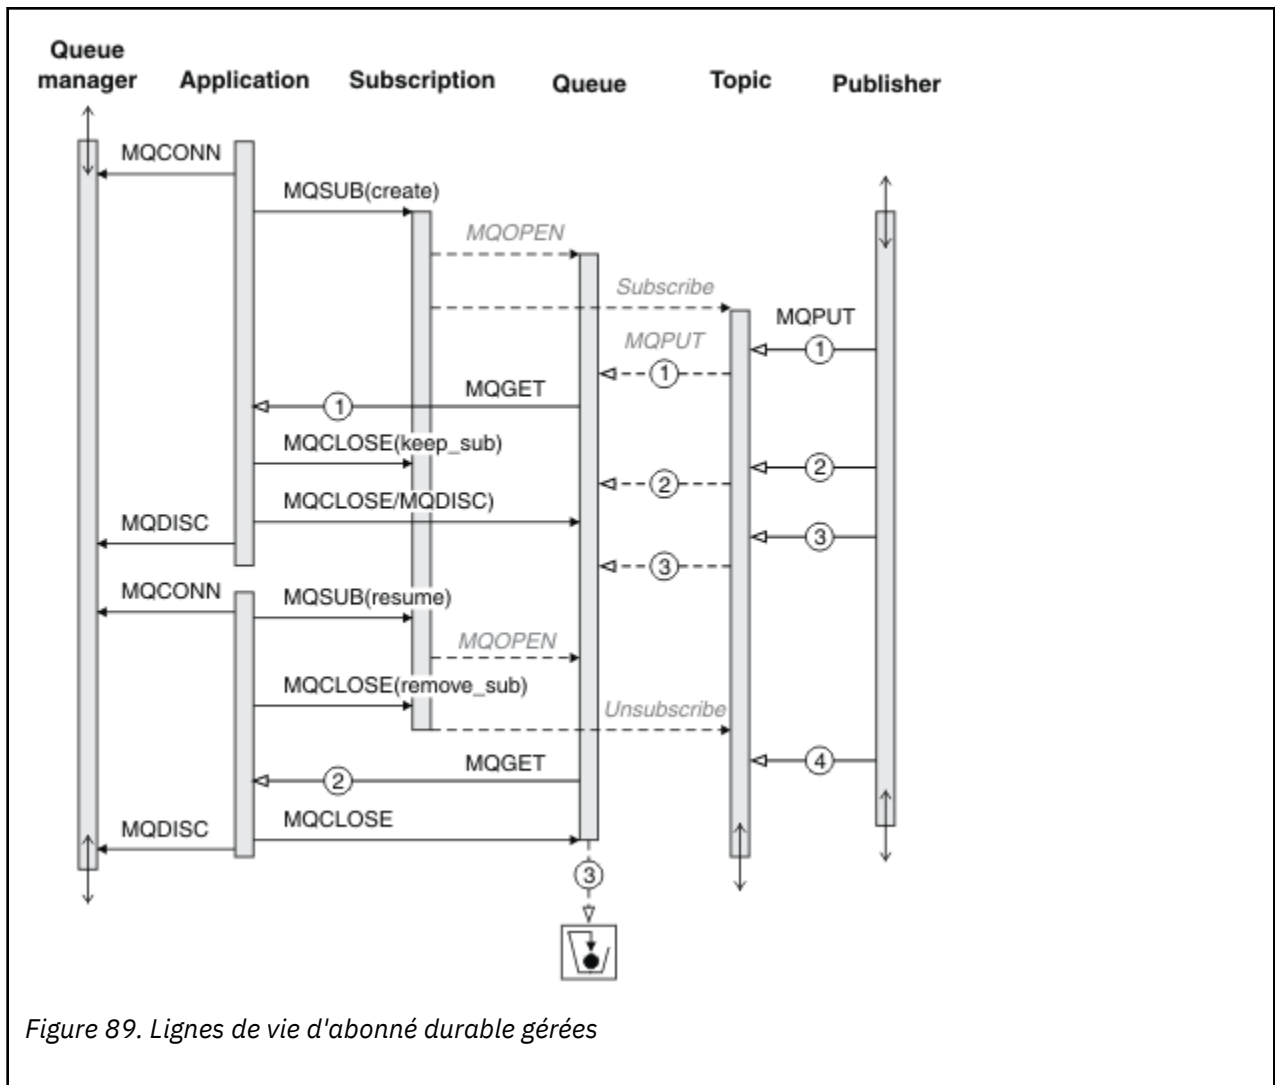 Queue
manager
Application
Subscription
Queue
Topic
Publisher
MQCONN
MQSUB(create)
MQOPEN
Subscribe
MQPUT
1
MQPUT
1
MQGET
1
MQCLOSE(keep_sub)
2
2
MQCLOSE/MQDISC)
MQDISC
3
3
MQCONN
MQSUB(resume)
MQOPEN
MQCLOSE(remove_sub)
Unsubscribe
4
MQGET
2
MQCLOSE
MQDISC
3
Figure 89. Lignes de vie d'abonné durable gérées